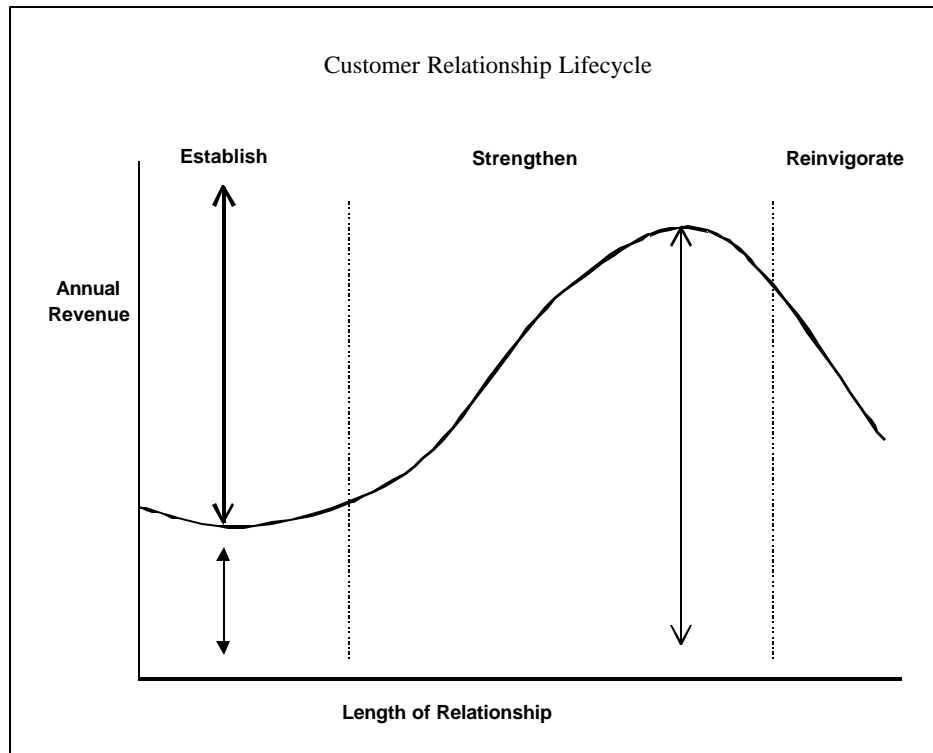 Customer Relationship Lifecycle
Establish
Strengthen
Reinvigorate
Annual
Revenue
Length of Relationship